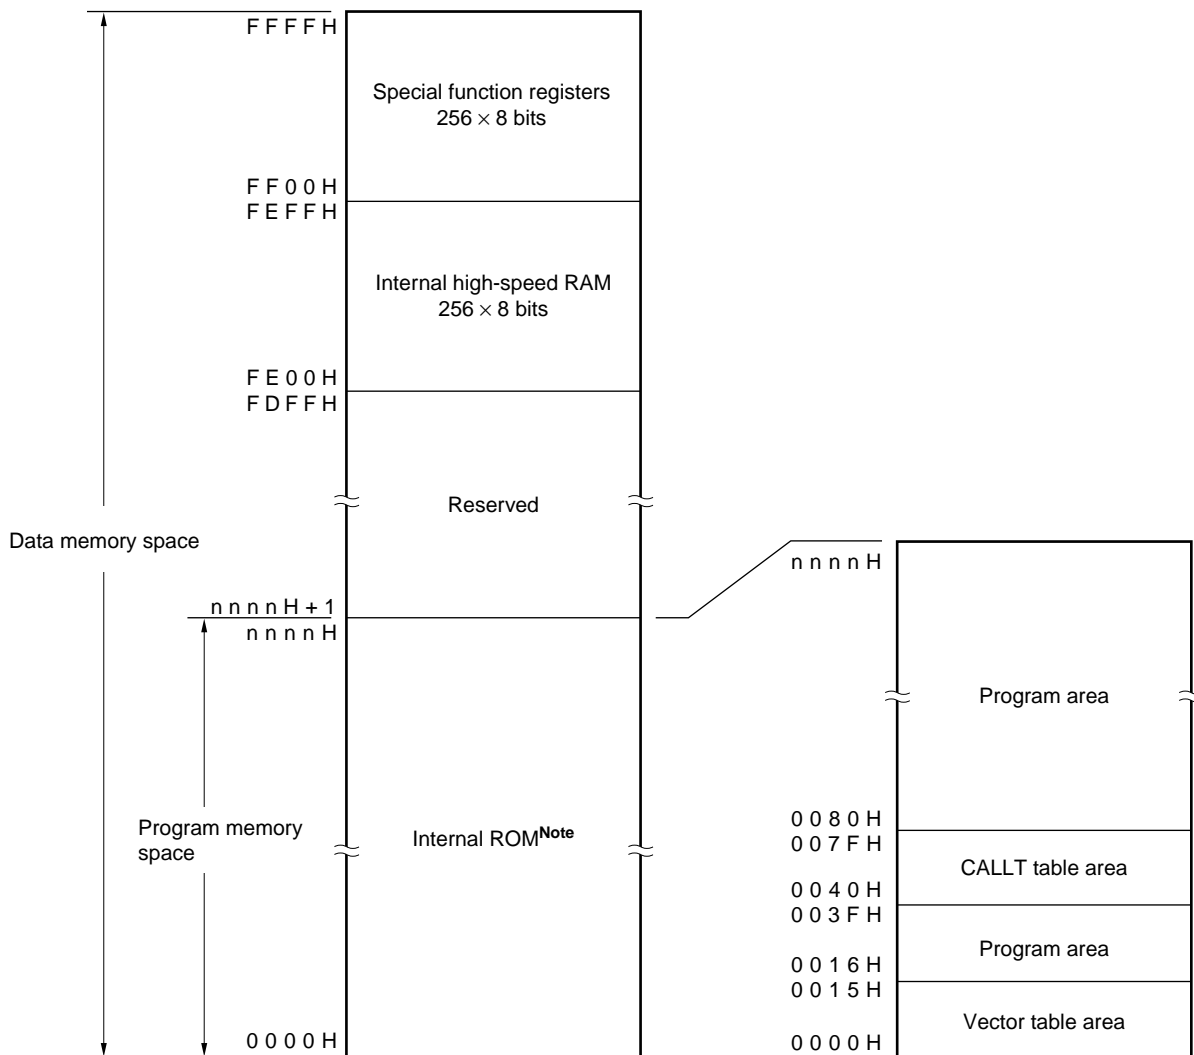 FFFFH
Special function registers
256 × 8 bits
FF00H
FEFFH
Internal high-speed RAM
256 × 8 bits
FE00H
FDFFH
Reserved
Data memory space
nnnnH + 1
nnnnH
Program memory
space
Internal ROMNote
0000H
nnnnH
Program area
0080H
007FH
CALLT table area
0040H
003FH
Program area
0016H
0015H
Vector table area
0000H